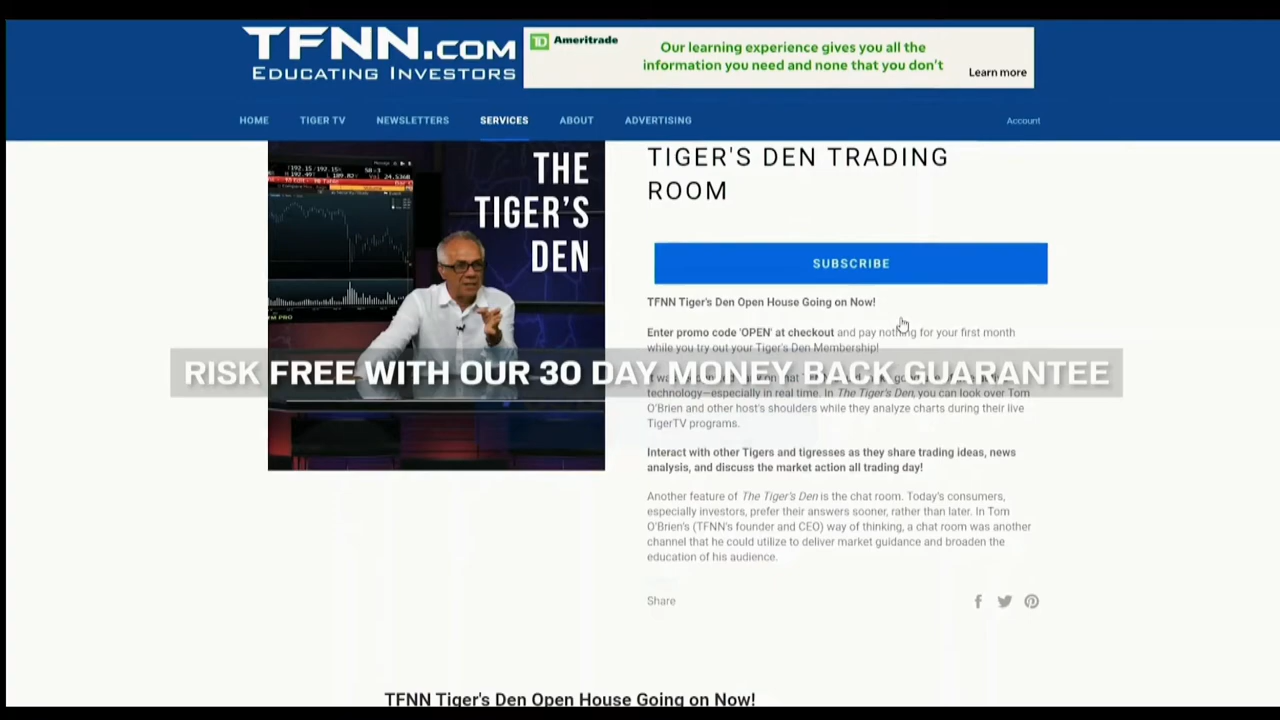 TFNN.COM
EDUCATING INVESTORS
TD Ameritrade
Our learning experience gives you all the
information you need and none that you don't
Learn more
HOME TIGER TV NEWSLETTERS SERVICES ABOUT ADVERTISING Account
THE
TIGER'S
DEN
TIGER'S DEN TRADING
ROOM
SUBSCRIBE
TFNN Tiger's Den Open House Going on Now!
Enter promo code 'OPEN' at checkout and pay nothing for your first month
while you try out your Tiger's Den Membership!
RISK FREE WITH OUR 30 DAY MONEY BACK GUARANTEE
technology—especially in real time. In The Tiger's Den, you can look over Tom
O'Brien and other host's shoulders while they analyze charts during their live
TigerTV programs.
Interact with other Tigers and tigresses as they share trading ideas, news
analysis, and discuss the market action all trading day!
Another feature of The Tiger's Den is the chat room. Today's consumers,
especially investors, prefer their answers sooner, rather than later. In Tom
O'Brien's (TFNN's founder and CEO) way of thinking, a chat room was another
channel that he could utilize to deliver market guidance and broaden the
education of his audience.
Share
TFNN Tiger's Den Open House Going on Now!